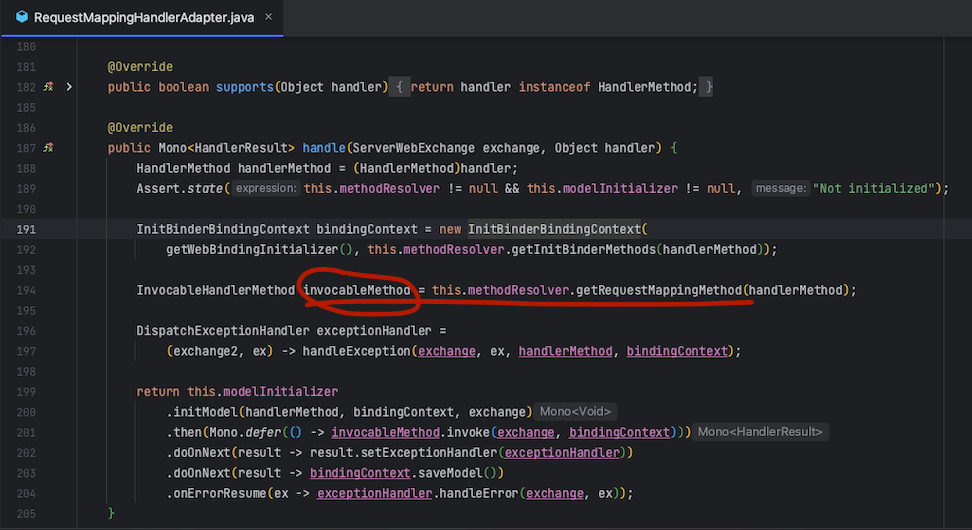 RequestMappingHandlerAdapter.java ×
180
181 @Override
182 public boolean supports(Object handler) { return handler instanceof HandlerMethod; }
185
186 @Override
187 public Mono<HandlerResult> handle(ServerWebExchange exchange, Object handler) {
188 HandlerMethod handlerMethod = (HandlerMethod)handler;
189 Assert.state( expression: this.methodResolver != null && this.modelInitializer != null, message: "Not initialized");
190
191 InitBinderBindingContext bindingContext = new InitBinderBindingContext(
192 getWebBindingInitializer(), this.methodResolver.getInitBinderMethods(handlerMethod));
193
194 InvocableHandlerMethod invocableMethod = this.methodResolver.getRequestMappingMethod(handlerMethod);
195
196 DispatchExceptionHandler exceptionHandler =
197 (exchange2, ex) -> handleException(exchange, ex, handlerMethod, bindingContext);
198
199 return this.modelInitializer
200 .initModel(handlerMethod, bindingContext, exchange) Mono<Void>
201 .then(Mono.defer(() -> invocableMethod.invoke(exchange, bindingContext))) Mono<HandlerResult>
202 .doOnNext(result -> result.setExceptionHandler(exceptionHandler))
203 .doOnNext(result -> bindingContext.saveModel())
204 .onErrorResume(ex -> exceptionHandler.handleError(exchange, ex));
205 }